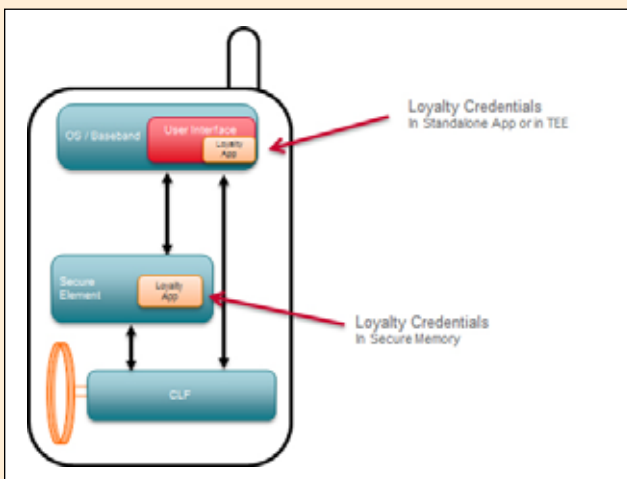 Loyalty Credentials
In Standalone App or in TEE
OS / Baseband
User Interface
Loyalty
App
Secure
Element
Loyalty
App
Loyalty Credentials
In Secure Memory
CLF